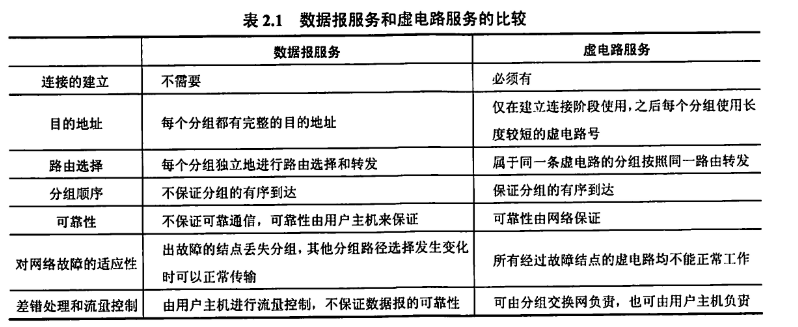 表 2.1 数据报服务和虚电路服务的比较
数据报服务 虚电路服务
连接的建立 不需要 必须有
目的地址 每个分组都有完整的目的地址 仅在建立连接阶段使用,之后每个分组使用长
度较短的虚电路号
路由选择 每个分组独立地进行路由选择和转发 属于同一条虚电路的分组按照同一路由转发
分组顺序 不保证分组的有序到达 保证分组的有序到达
可靠性 不保证可靠通信，可靠性由用户主机来保证 可靠性由网络保证
对网络故障的适应性 出故障的结点丢失分组，其他分组路径选择发生变化
时可以正常传输 所有经过故障结点的虚电路均不能正常工作
差错处理和流量控制 由用户主机进行流量控制，不保证数据报的可靠性 可由分组交换网负责，也可由用户主机负责